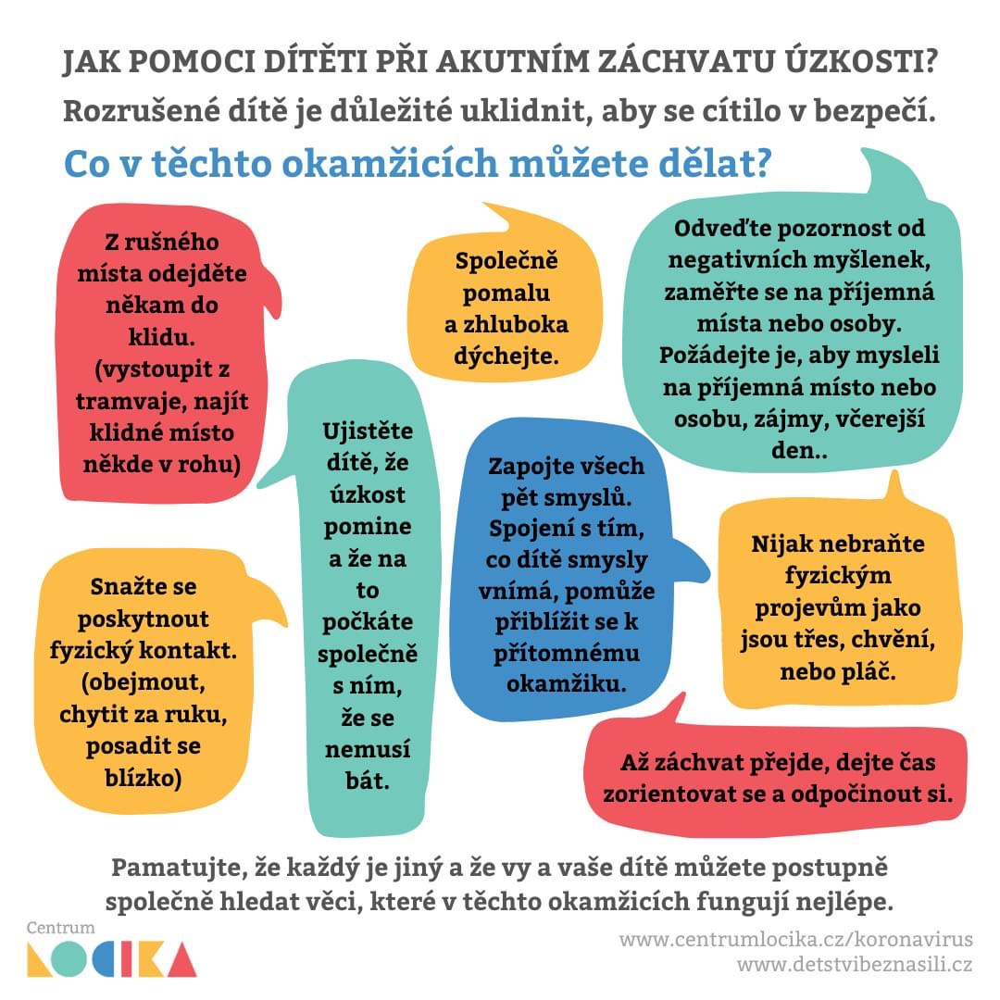 JAK POMOCI DÍTĚTI PŘI AKUTNÍM ZÁCHVATU ÚZKOSTI?
Rozrušené dítě je důležité uklidnit, aby se cítilo v bezpečí.
Co v těchto okamžicích můžete dělat?
Z rušného
místa odejděte
někam do
klidu.
(vystoupit z
tramvaje, najít
klidné místo
někde v rohu)
Společně
pomalu
a zhluboka
dýchejte.
Odveďte pozornost od
negativních myšlenek,
zaměřte se na příjemná
místa nebo osoby.
Požádejte je, aby mysleli
na příjemná místo nebo
osobu, zájmy, včerejší
den..
Ujistěte
dítě, že
úzkost
pomine
a že na
to
počkáte
společně
s ním,
že se
nemusí
bát.
Zapojte všech
pět smyslů.
Spojení s tím,
co dítě smysly
vnímá, pomůže
přiblížit se k
přítomnému
okamžiku.
Nijak nebraňte
fyzickým
projevům jako
jsou třes, chvění,
nebo pláč.
Snažte se
poskytnout
fyzický kontakt.
(obejmout,
chytit za ruku,
posadit se
blízko)
Až záchvat přejde, dejte čas
zorientovat se a odpočinout si.
Pamatujte, že každý je jiný a že vy a vaše dítě můžete postupně
společně hledat věci, které v těchto okamžicích fungují nejlépe.
Centrum
LOCIKA
www.centrumlocika.cz/koronavirus
www.detstvibeznasili.cz